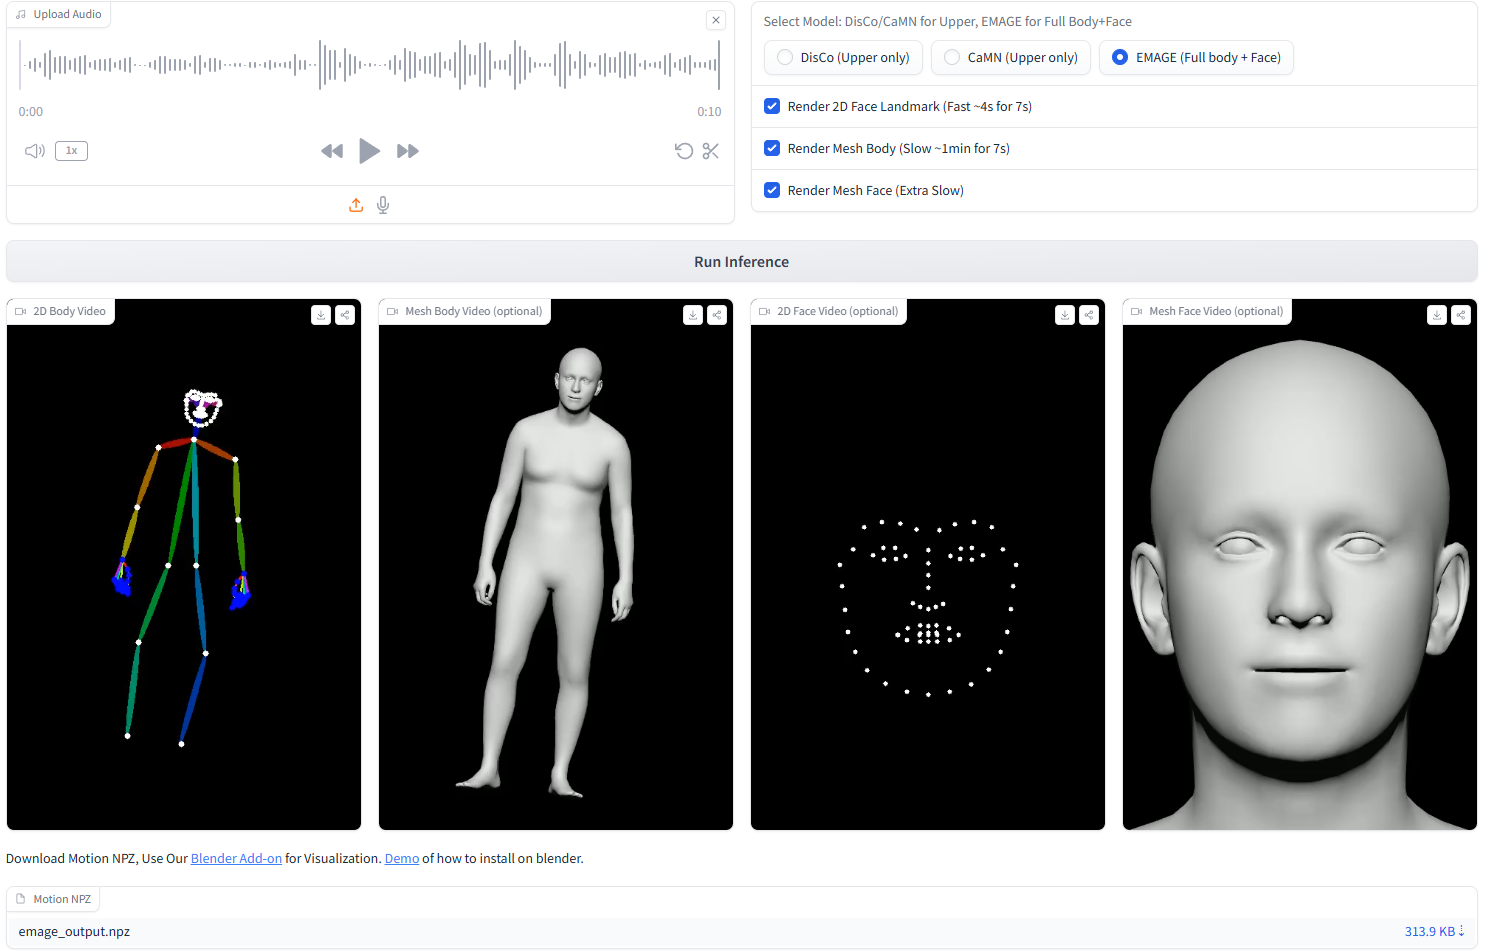 Upload Audio
0:00
0:10
1x
Select Model: DisCo/CaMN for Upper, EMAGE for Full Body+Face
DisCo (Upper only)
CaMN (Upper only)
EMAGE (Full body + Face)
Render 2D Face Landmark (Fast ~4s for 7s)
Render Mesh Body (Slow ~1min for 7s)
Render Mesh Face (Extra Slow)
Run Inference
2D Body Video
Mesh Body Video (optional)
2D Face Video (optional)
Mesh Face Video (optional)
Download Motion NPZ, Use Our Blender Add-on for Visualization. Demo of how to install on blender.
Motion NPZ
emage_output.npz
313.9 KB ⇣